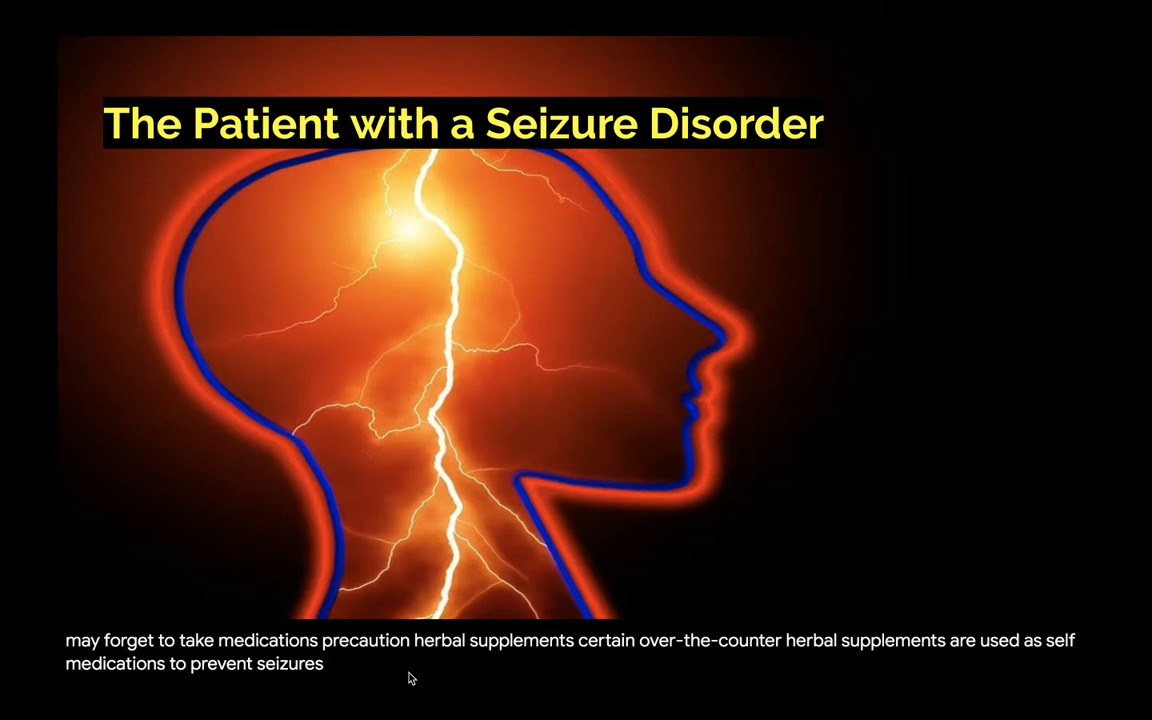 The Patient with a Seizure Disorder
may forget to take medications precaution herbal supplements certain over-the-counter herbal supplements are used as self
medications to prevent seizures